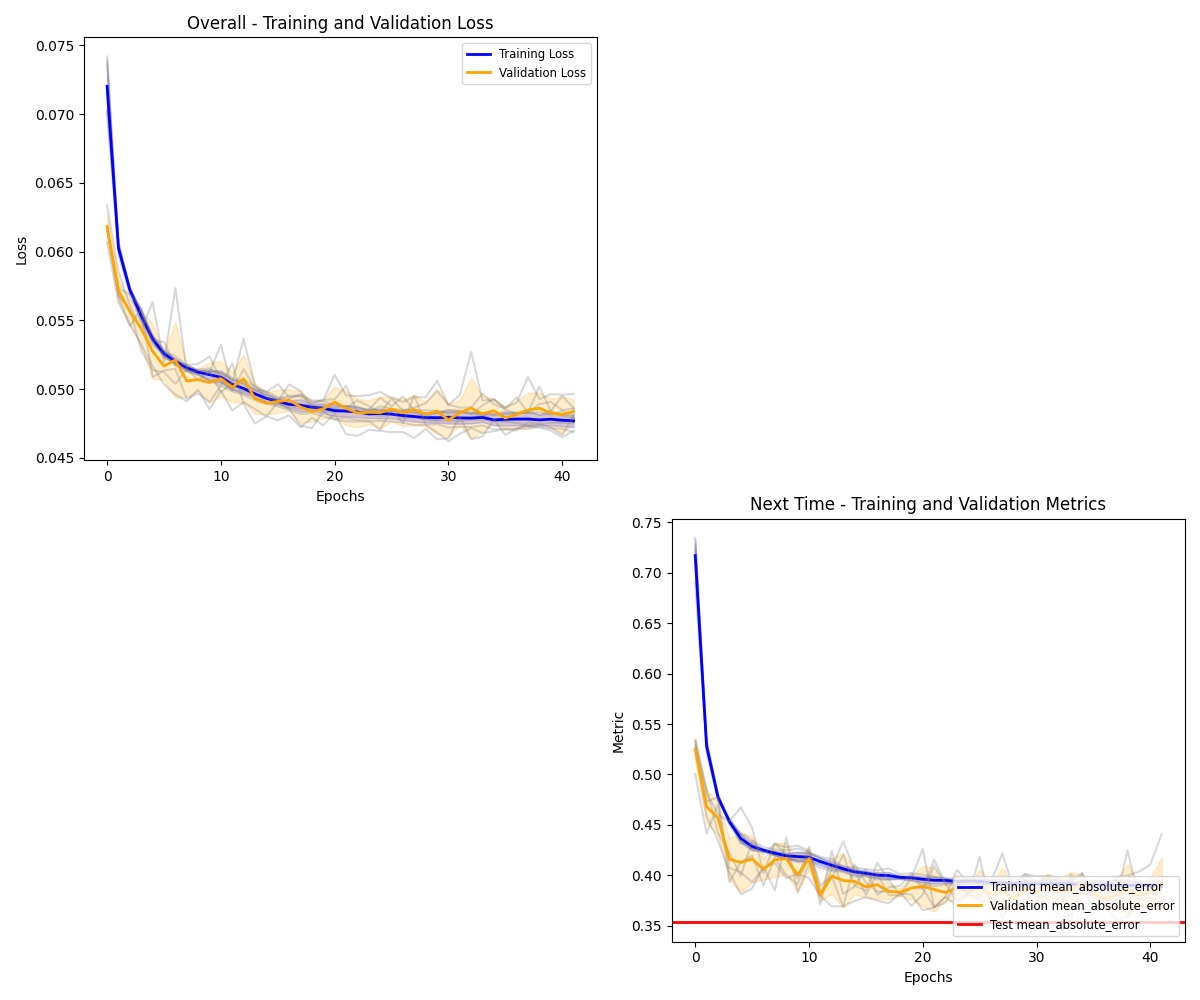 Overall - Training and Validation Loss
0.075
0.070
0.065
0.060
0.055
0.050
0.045
Loss
Training Loss
Validation Loss
0 10 20 30 40
Epochs
Next Time - Training and Validation Metrics
0.75
0.70
0.65
0.60
0.55
0.50
0.45
0.40
0.35
Metric
Training mean_absolute_error
Validation mean_absolute_error
Test mean_absolute_error
0 10 20 30 40
Epochs